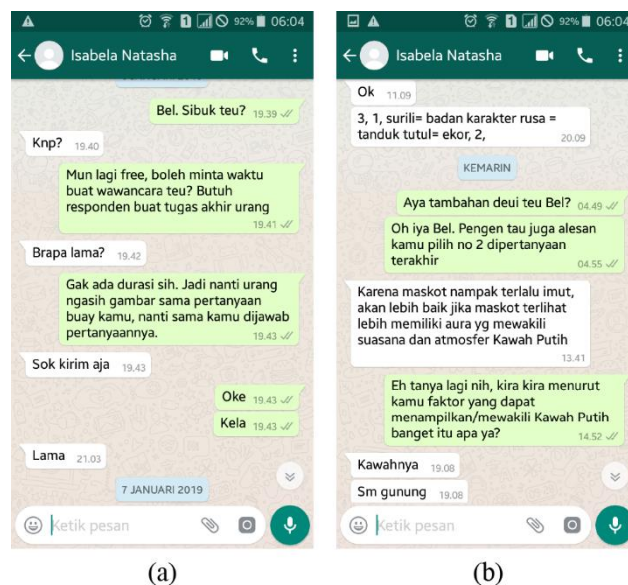 92% 06:04
Isabela Natasha
Bel. Sibuk teu? 19.39
Knp? 19.40
Mun lagi free, boleh minta waktu
buat wawancara teu? Butuh
responden buat tugas akhir urang
19.41
Brapa lama? 19.42
Gak ada durasi sih. Jadi nanti urang
ngasih gambar sama pertanyaan
buay kamu, nanti sama kamu dijawab
pertanyaannya. 19.43
Sok kirim aja 19.43
Oke 19.43
Kela 19.43
Lama 21.03
7 JANUARI 2019
Ketik pesan
(a)
92% 06:04
Isabela Natasha
Ok 11.09
3, 1, surili= badan karakter rusa =
tanduk tutul= ekor, 2, 20.09
KEMARIN
Aya tambahan deui teu Bel? 04.49
Oh iya Bel. Pengen tau juga alesan
kamu pilih no 2 dipertanyaan
terakhir 04.55
Karena maskot nampak terlalu imut,
akan lebih baik jika maskot terlihat
lebih memiliki aura yg mewakili
suasana dan atmosfer Kawah Putih
13.41
Eh tanya lagi nih, kira kira menurut
kamu faktor yang dapat
menampilkan/mewakili Kawah Putih
banget itu apa ya? 14.52
Kawahnya 19.08
Sm gunung 19.08
Ketik pesan
(b)